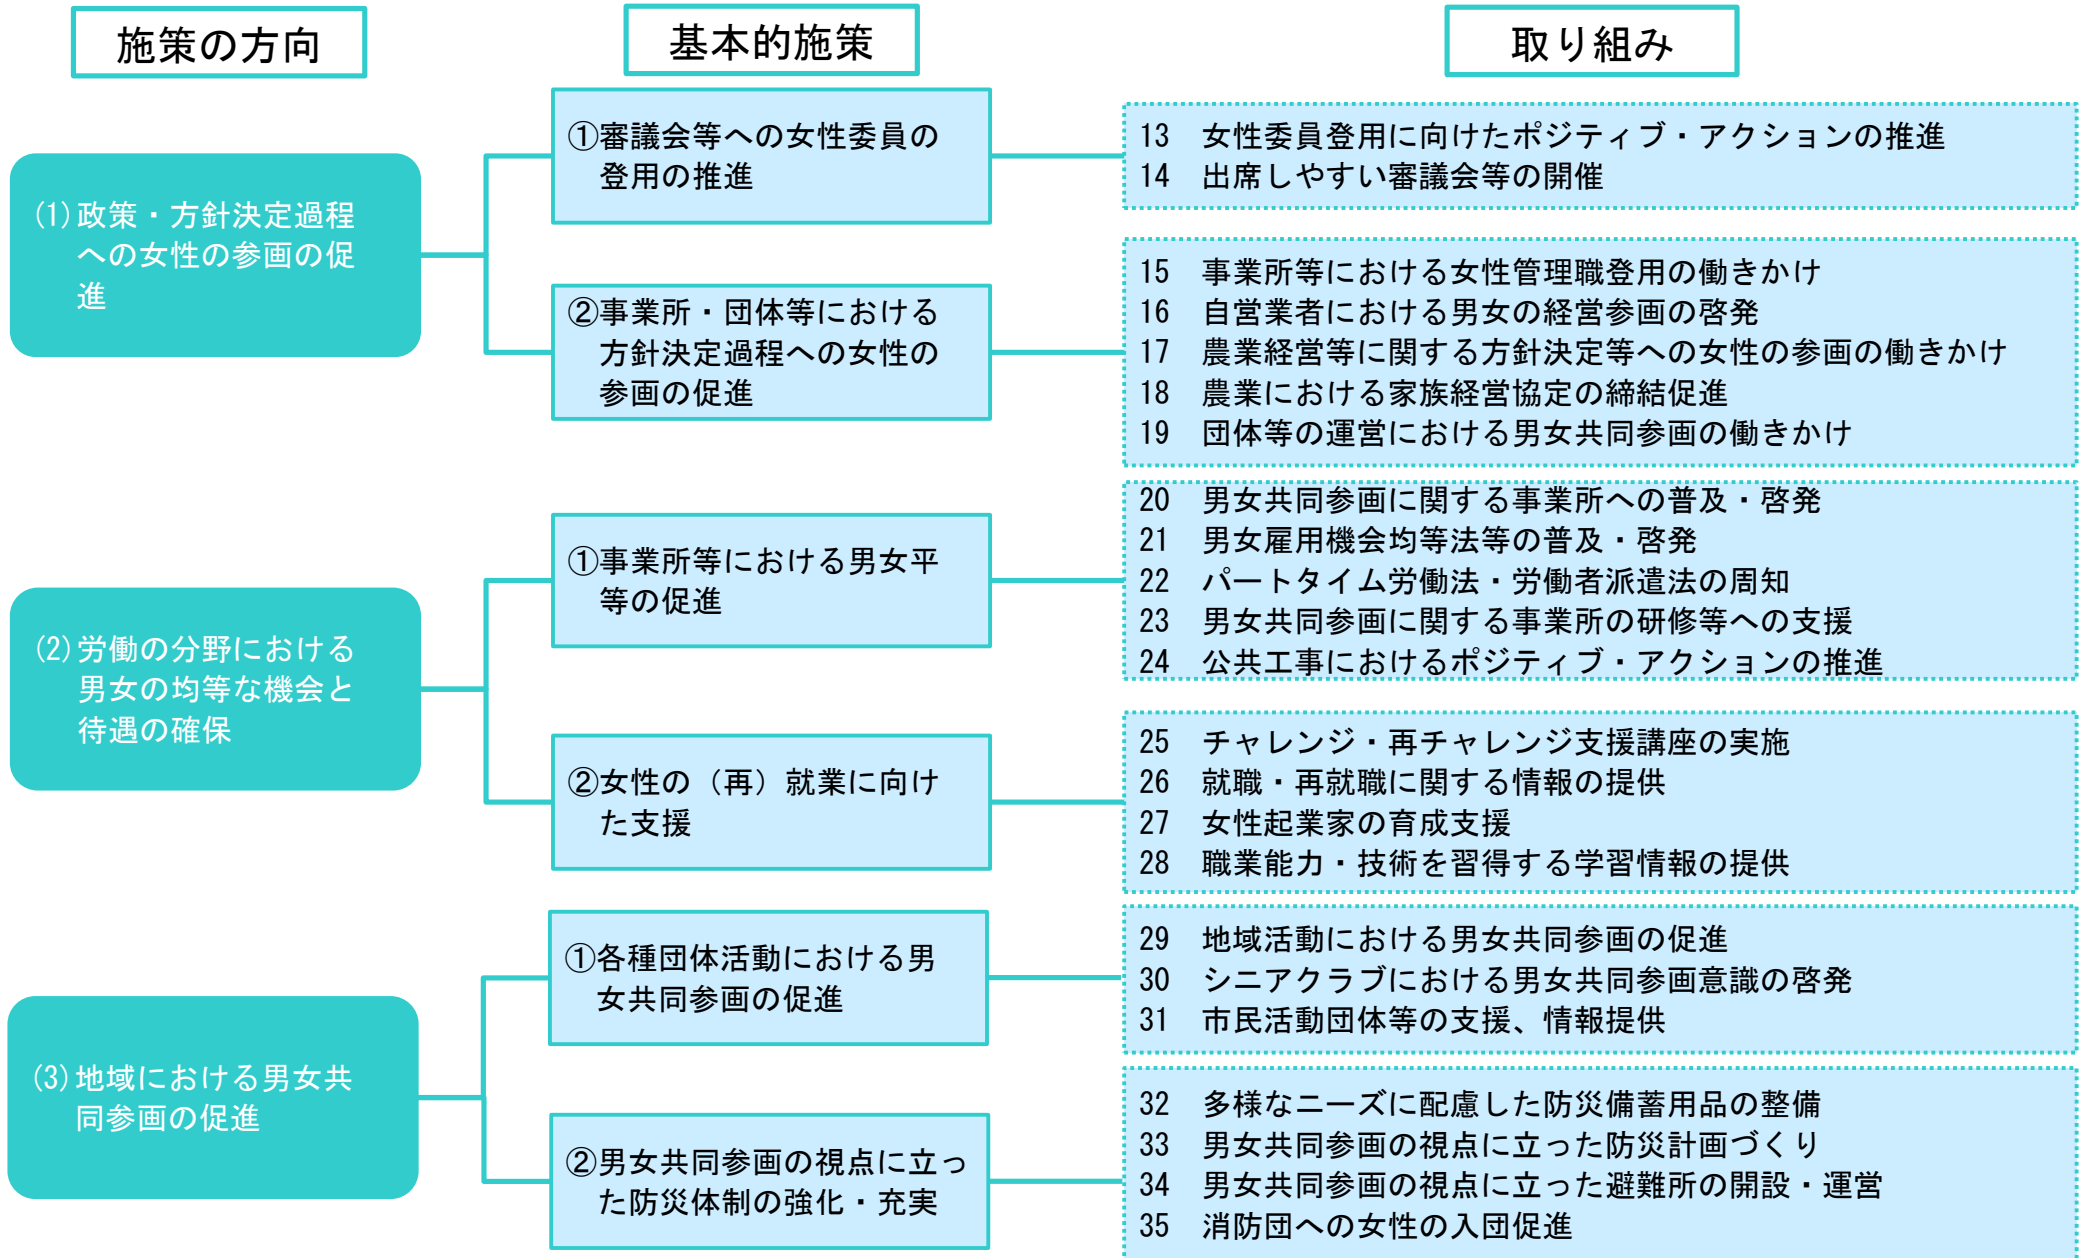 施策の方向
基本的施策
取り組み
(1)政策・方針決定過程
への女性の参画の促
進
①審議会等への女性委員の
登用の推進
13 女性委員登用に向けたポジティブ・アクションの推進
14 出席しやすい審議会等の開催
②事業所・団体等における
方針決定過程への女性の
参画の促進
15 事業所等における女性管理職登用の働きかけ
16 自営業者における男女の経営参画の啓発
17 農業経営等に関する方針決定等への女性の参画の働きかけ
18 農業における家族経営協定の締結促進
19 団体等の運営における男女共同参画の働きかけ
(2)労働の分野における
男女の均等な機会と
待遇の確保
①事業所等における男女平
等の促進
20 男女共同参画に関する事業所への普及・啓発
21 男女雇用機会均等法等の普及・啓発
22 パートタイム労働法・労働者派遣法の周知
23 男女共同参画に関する事業所の研修等への支援
24 公共工事におけるポジティブ・アクションの推進
②女性の（再）就業に向け
た支援
25 チャレンジ・再チャレンジ支援講座の実施
26 就職・再就職に関する情報の提供
27 女性起業家の育成支援
28 職業能力・技術を習得する学習情報の提供
(3)地域における男女共
同参画の促進
①各種団体活動における男
女共同参画の促進
29 地域活動における男女共同参画の促進
30 シニアクラブにおける男女共同参画意識の啓発
31 市民活動団体等の支援、情報提供
②男女共同参画の視点に立っ
た防災体制の強化・充実
32 多様なニーズに配慮した防災備蓄用品の整備
33 男女共同参画の視点に立った防災計画づくり
34 男女共同参画の視点に立った避難所の開設・運営
35 消防団への女性の入団促進